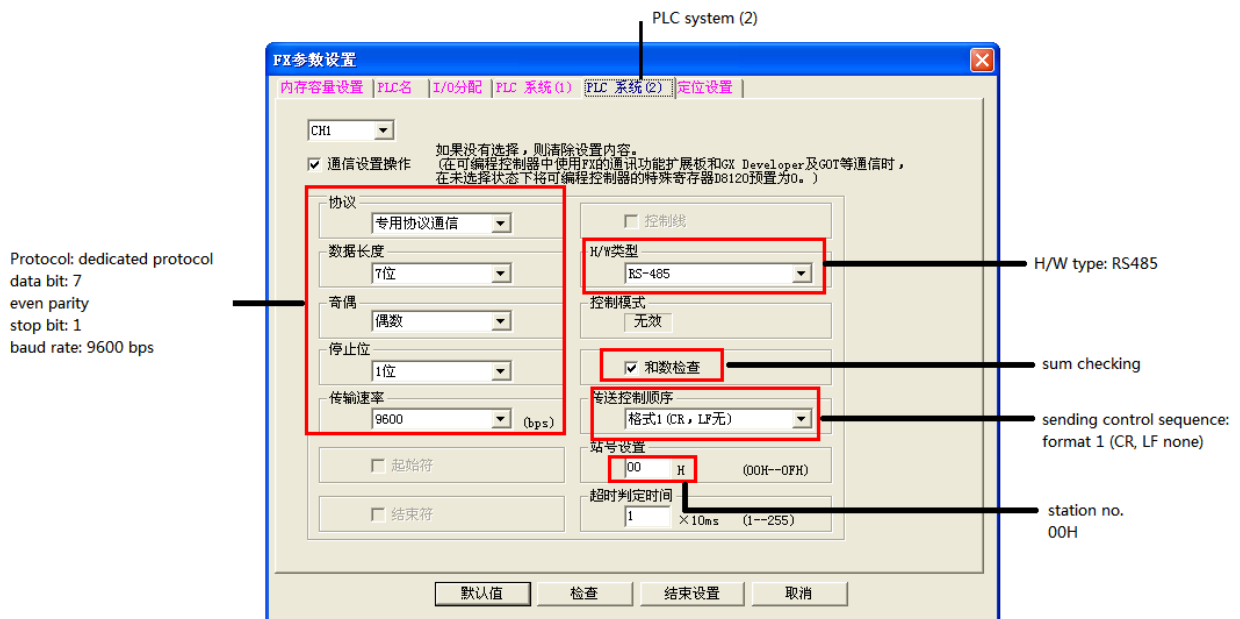 PLC system (2)
FX参数设置
内存容量设置 PLC名 I/O分配 PLC 系统(1) PLC 系统(2) 定位设置
CH1
通信设置操作
如果没有选择，则清除设置内容。
(在可编程控制器中使用FX的通讯功能扩展板和GX Developer及GOT等通信时，
在未选择状态下将可编程控制器的特殊寄存器D8120预置为0。)
协议
专用协议通信
数据长度
7位
奇偶
偶数
停止位
1位
传输速率
9600 (bps)
起始符
结束符
控制线
H/W类型
RS-485
控制模式
无效
和数检查
传送控制顺序
格式1(CR，LF无)
站号设置
00 H (00H--0FH)
超时判定时间
1 ×10ms (1--255)
默认值 检查 结束设置 取消
Protocol: dedicated protocol
data bit: 7
even parity
stop bit: 1
baud rate: 9600 bps
H/W type: RS485
sum checking
sending control sequence:
format 1 (CR, LF none)
station no.
00H